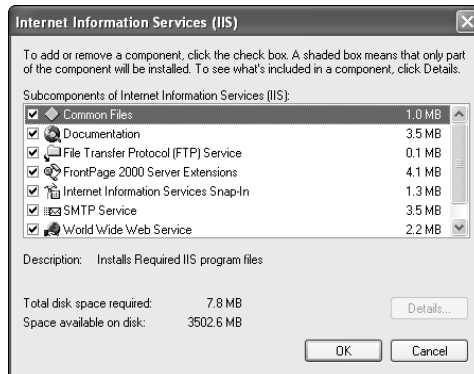 Internet Information Services (IIS)
To add or remove a component, click the check box. A shaded box means that only part
of the component will be installed. To see what's included in a component, click Details.
Subcomponents of Internet Information Services (IIS):
Common Files 1.0 MB
Documentation 3.5 MB
File Transfer Protocol (FTP) Service 0.1 MB
FrontPage 2000 Server Extensions 4.1 MB
Internet Information Services Snap-In 1.3 MB
SMTP Service 3.5 MB
World Wide Web Service 2.2 MB
Description: Installs Required IIS program files
Total disk space required: 7.8 MB
Details...
Space available on disk: 3502.6 MB
OK Cancel